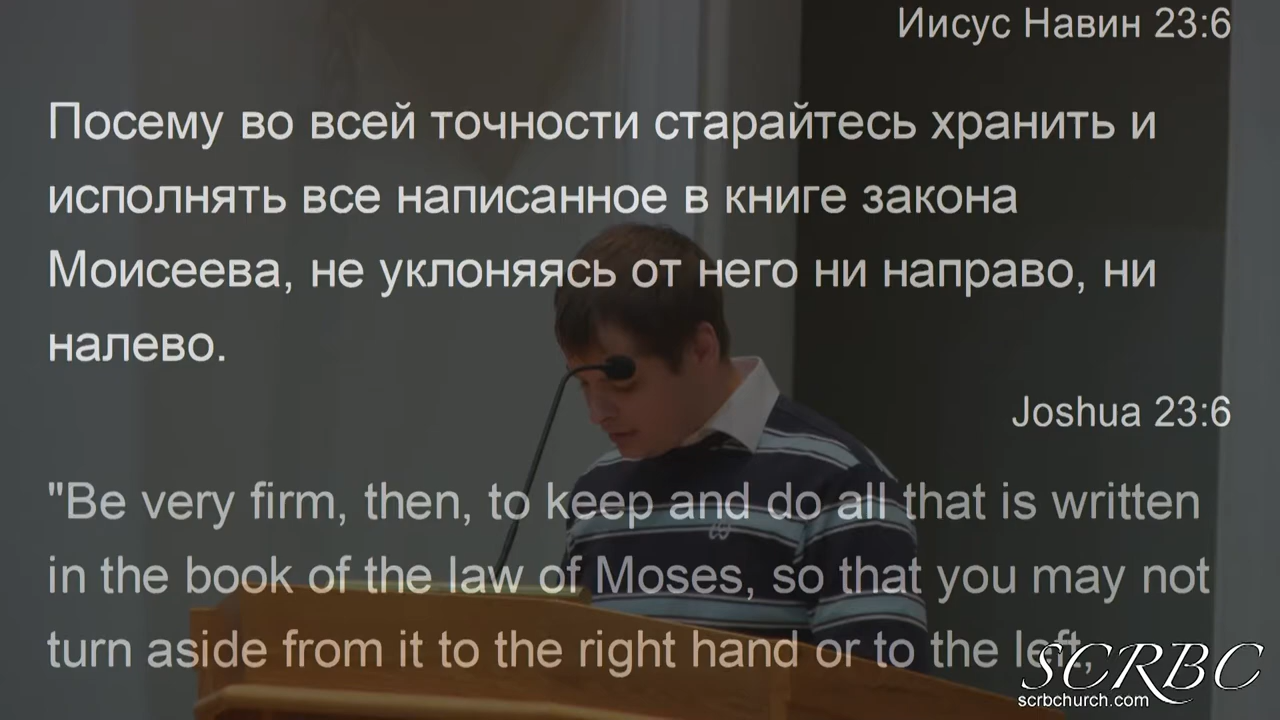 Иисус Навин 23:6
Посему во всей точности старайтесь хранить и
исполнять все написанное в книге закона
Моисеева, не уклоняясь от него ни направо, ни
налево.
Joshua 23:6
"Be very firm, then, to keep and do all that is written
in the book of the law of Moses, so that you may not
turn aside from it to the right hand or to the left,
SCRBC
scrbchurch.com